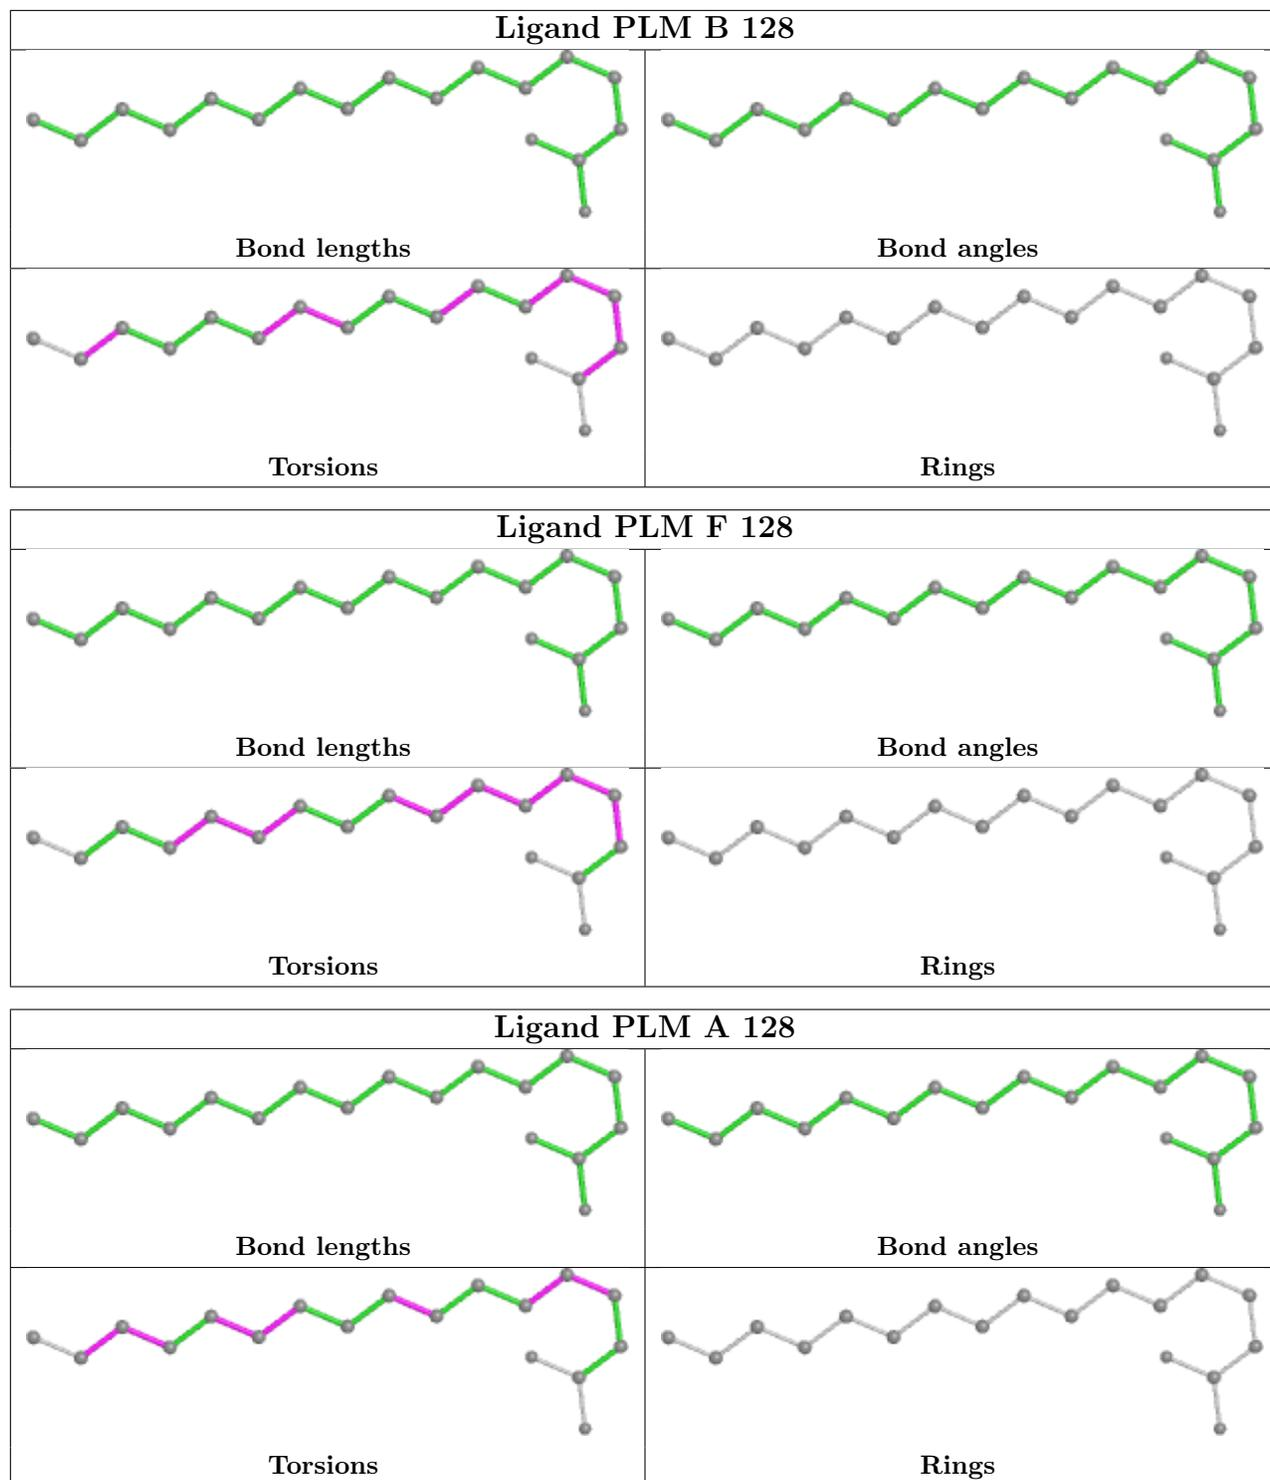 Ligand PLM B 128
Bond lengths
Bond angles
Torsions
Rings
Ligand PLM F 128
Bond lengths
Bond angles
Torsions
Rings
Ligand PLM A 128
Bond lengths
Bond angles
Torsions
Rings